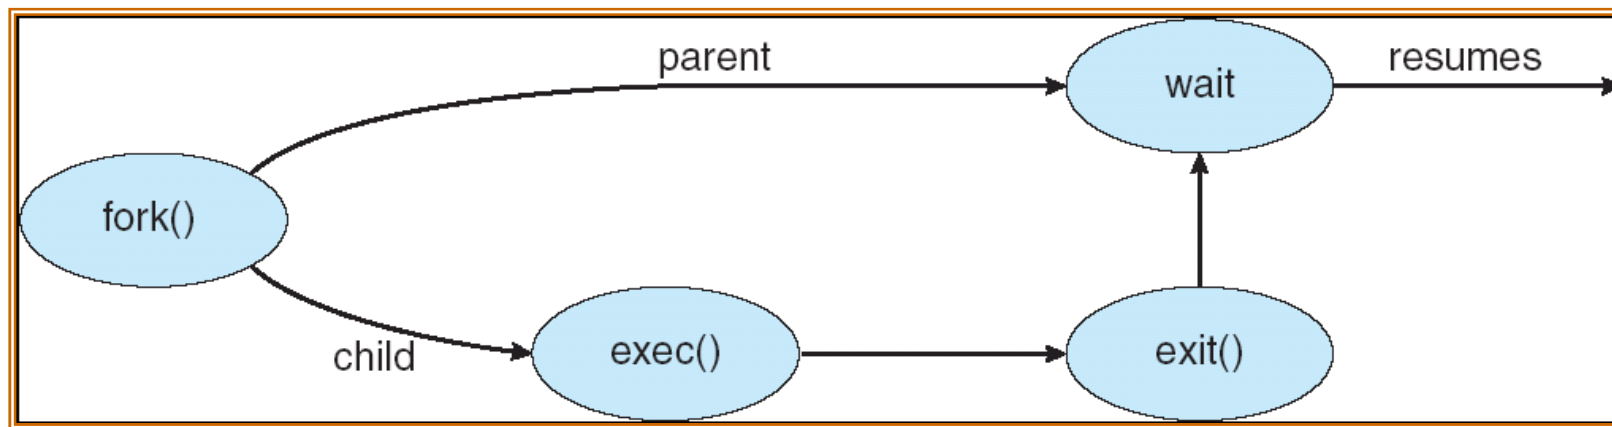 parent
wait
resumes
fork()
child
exec()
exit()